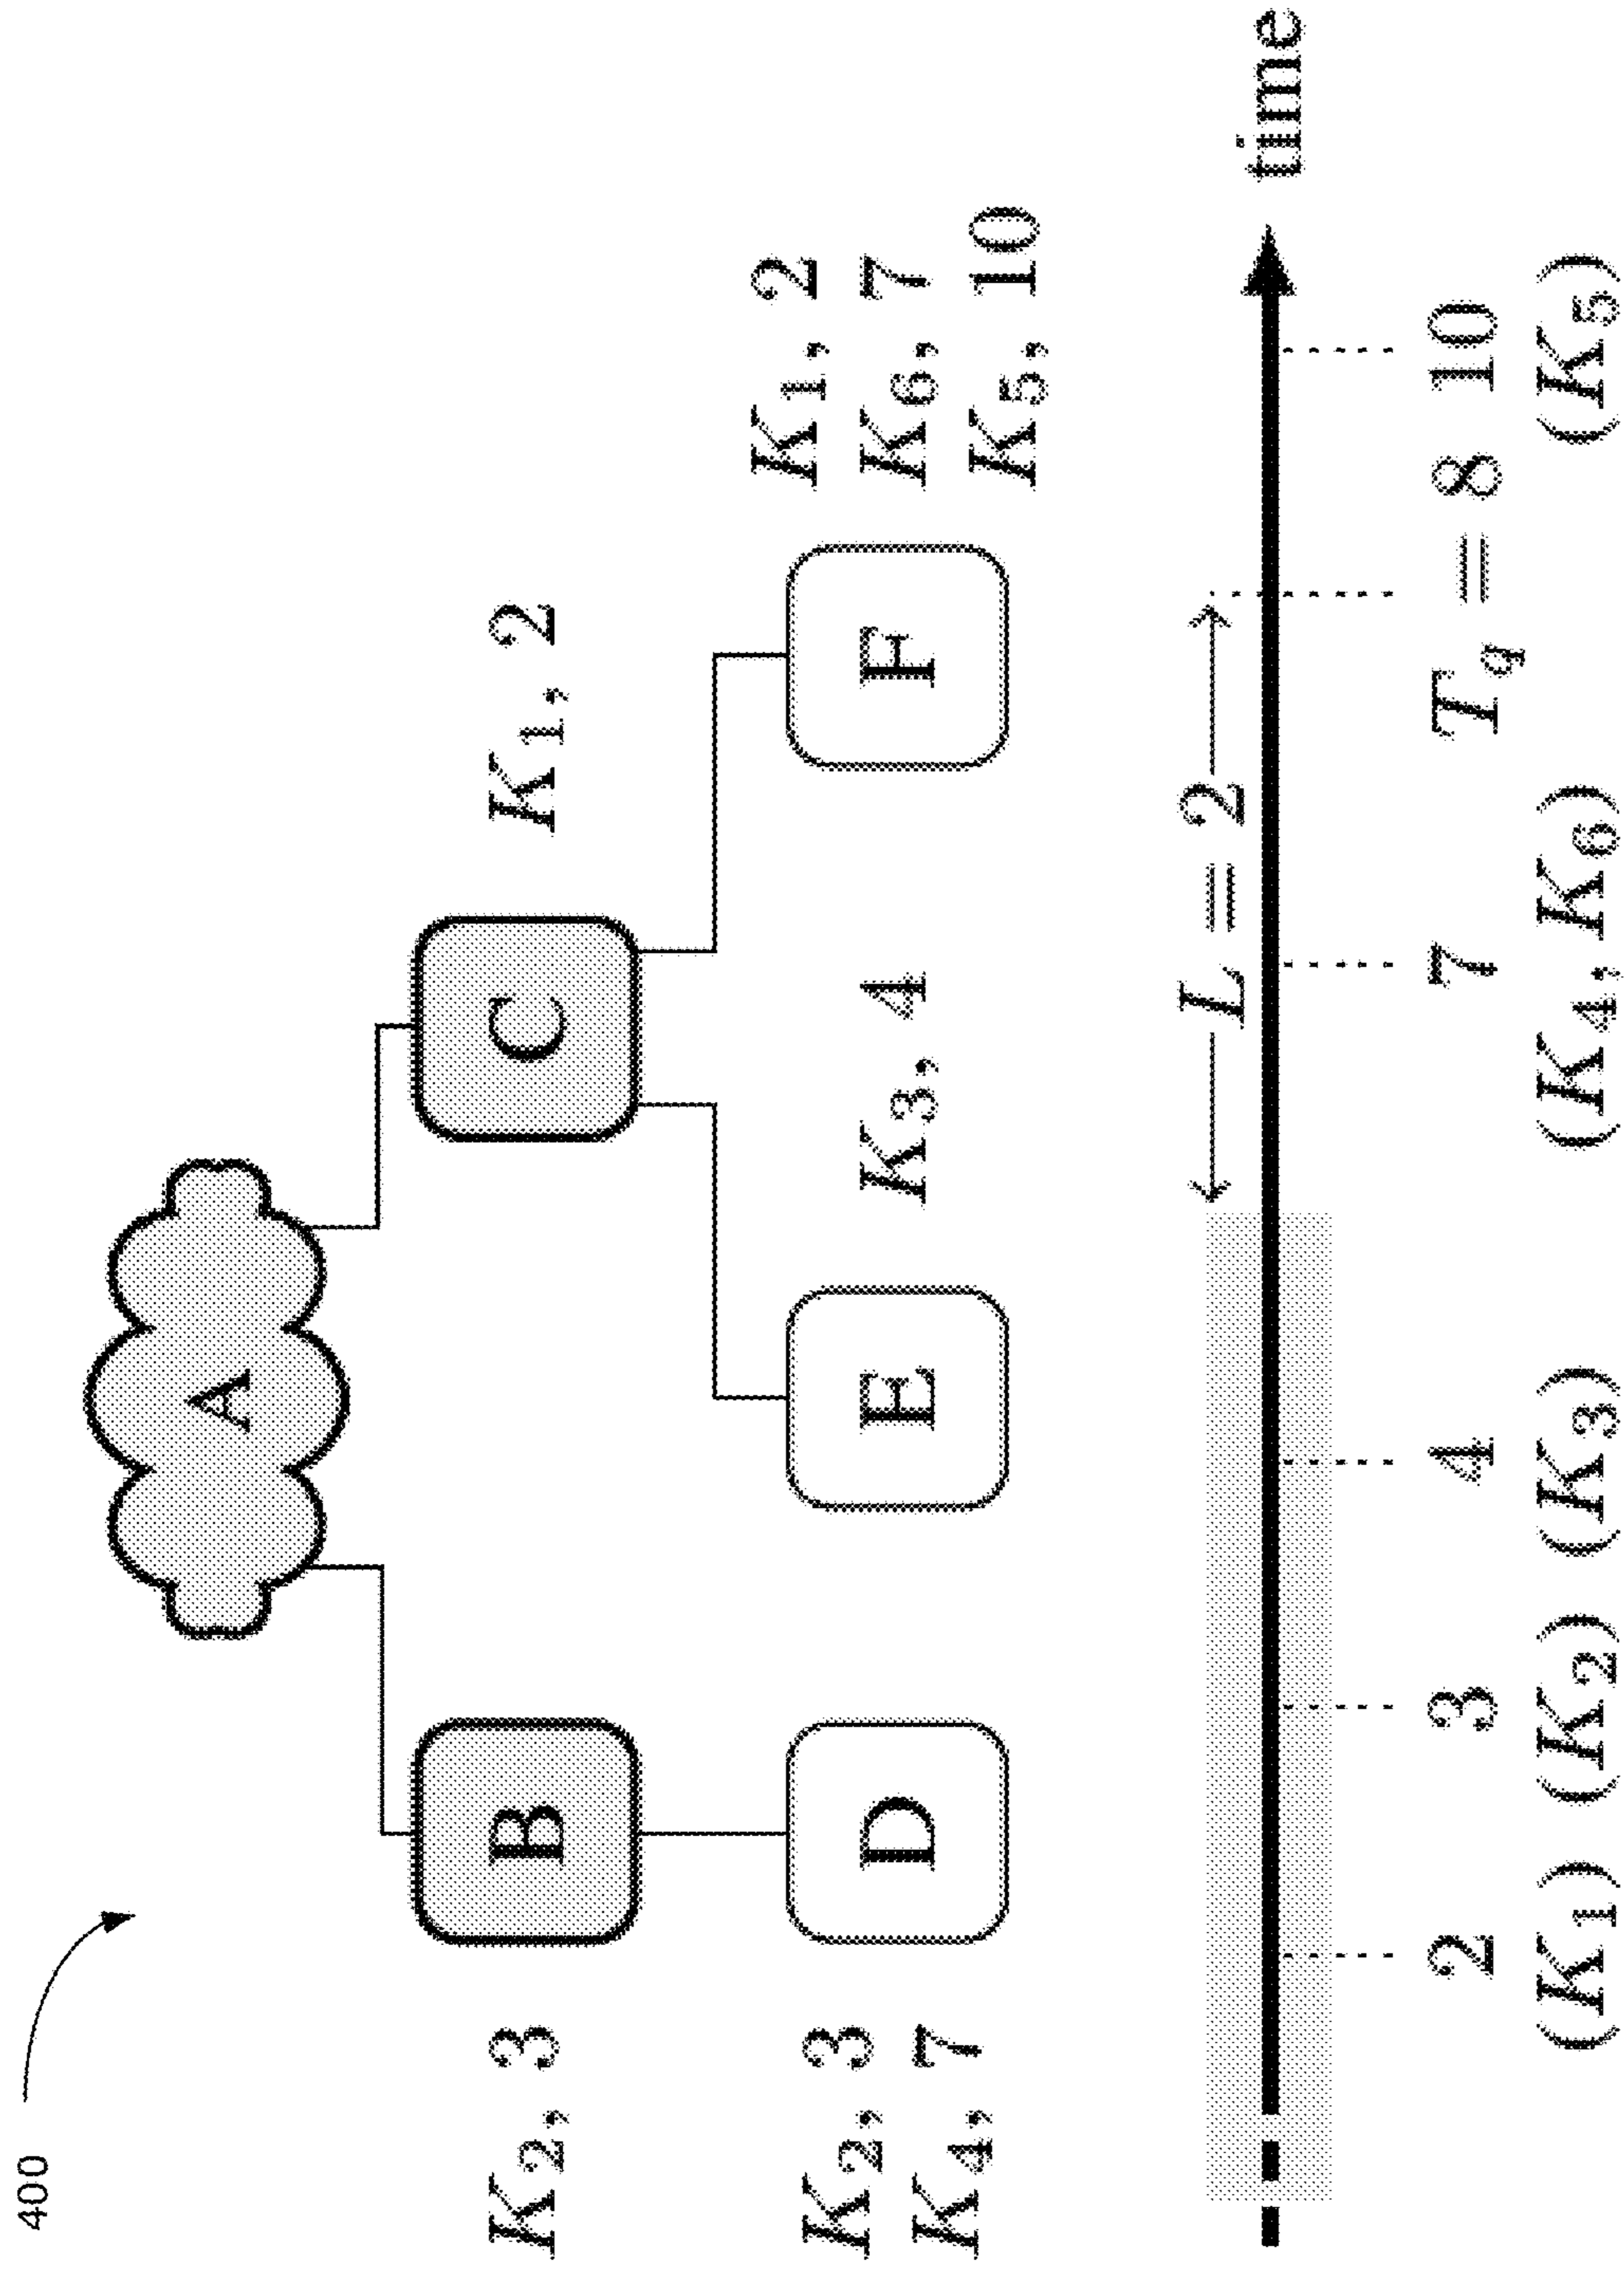 400
A
B
C
K₂, 3
K₁, 2
D
E
F
K₂, 3
K₄, 7
K₃, 4
K₁, 2
K₆, 7
K₅, 10
L = 2
time
2 3 4 7 T_q = 8 10
(K₁) (K₂) (K₃) (K₄, K₆) (K₅)